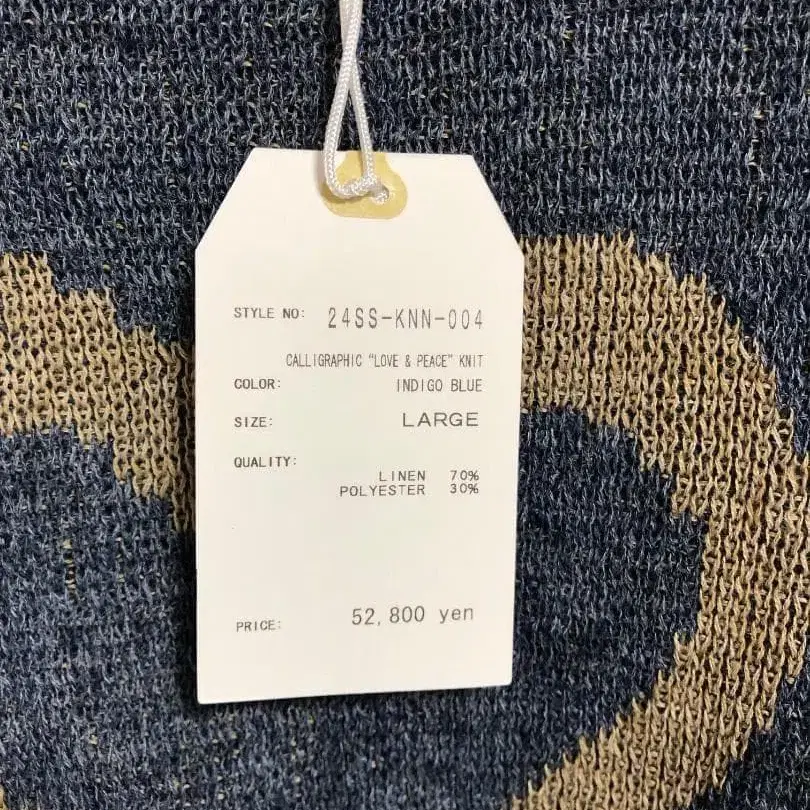 STYLE NO: 24SS-KNN-004
CALLIGRAPHIC "LOVE & PEACE" KNIT
COLOR: INDIGO BLUE
SIZE: LARGE
QUALITY:
LINEN 70%
POLYESTER 30%
PRICE: 52,800 yen